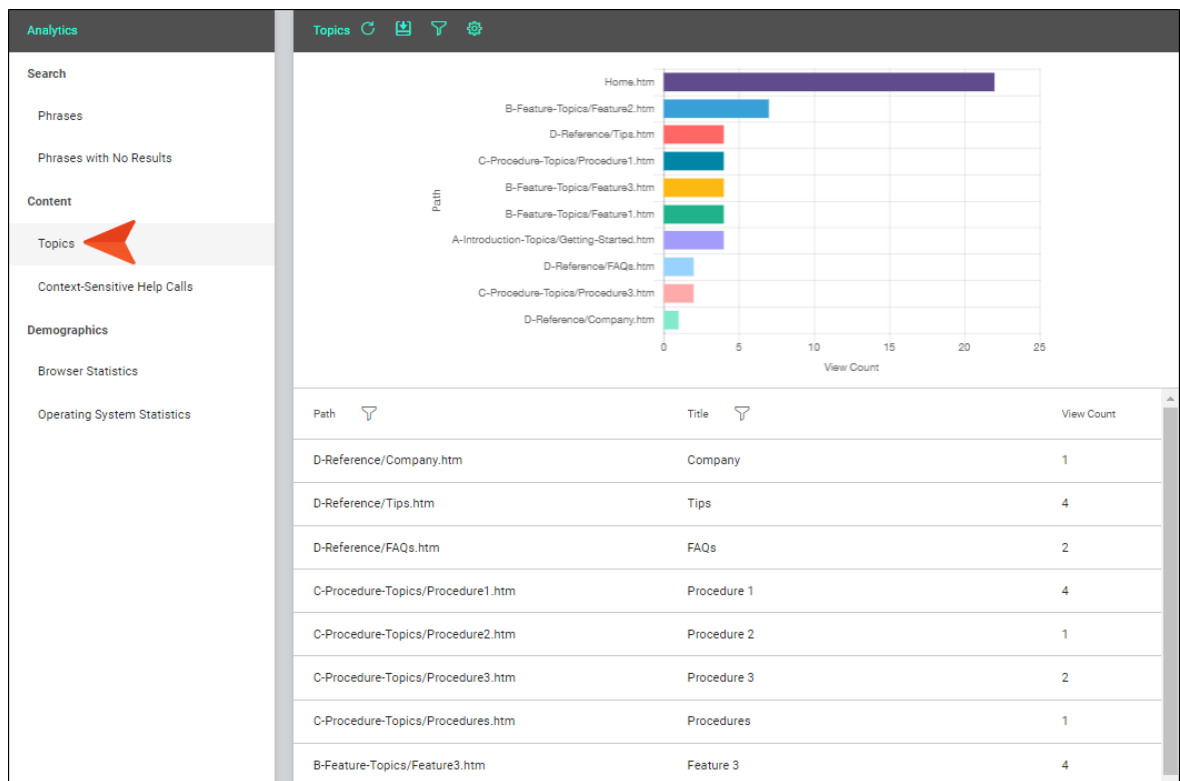 Analytics
Search
Phrases
Phrases with No Results
Content
Topics
Context-Sensitive Help Calls
Demographics
Browser Statistics
Operating System Statistics
Topics
Home.htm
B-Feature-Topics/Feature2.htm
D-Reference/Tips.htm
C-Procedure-Topics/Procedure1.htm
B-Feature-Topics/Feature3.htm
B-Feature-Topics/Feature1.htm
A-Introduction-Topics/Getting-Started.htm
D-Reference/FAQs.htm
C-Procedure-Topics/Procedure3.htm
D-Reference/Company.htm
Path
0 5 10 15 20 25
View Count
Path Title View Count
D-Reference/Company.htm Company 1
D-Reference/Tips.htm Tips 4
D-Reference/FAQs.htm FAQs 2
C-Procedure-Topics/Procedure1.htm Procedure 1 4
C-Procedure-Topics/Procedure2.htm Procedure 2 1
C-Procedure-Topics/Procedure3.htm Procedure 3 2
C-Procedure-Topics/Procedures.htm Procedures 1
B-Feature-Topics/Feature3.htm Feature 3 4